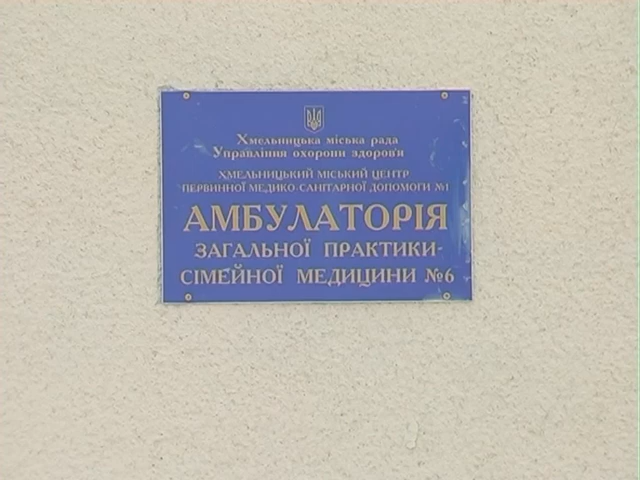 Хмельницька міська рада
Управління охорони здоров'я
ХМЕЛЬНИЦЬКИЙ МІСЬКИЙ ЦЕНТР
ПЕРВИННОЇ МЕДИКО-САНІТАРНОЇ ДОПОМОГИ №1
АМБУЛАТОРІЯ
ЗАГАЛЬНОЇ ПРАКТИКИ-
СІМЕЙНОЇ МЕДИЦИНИ №6